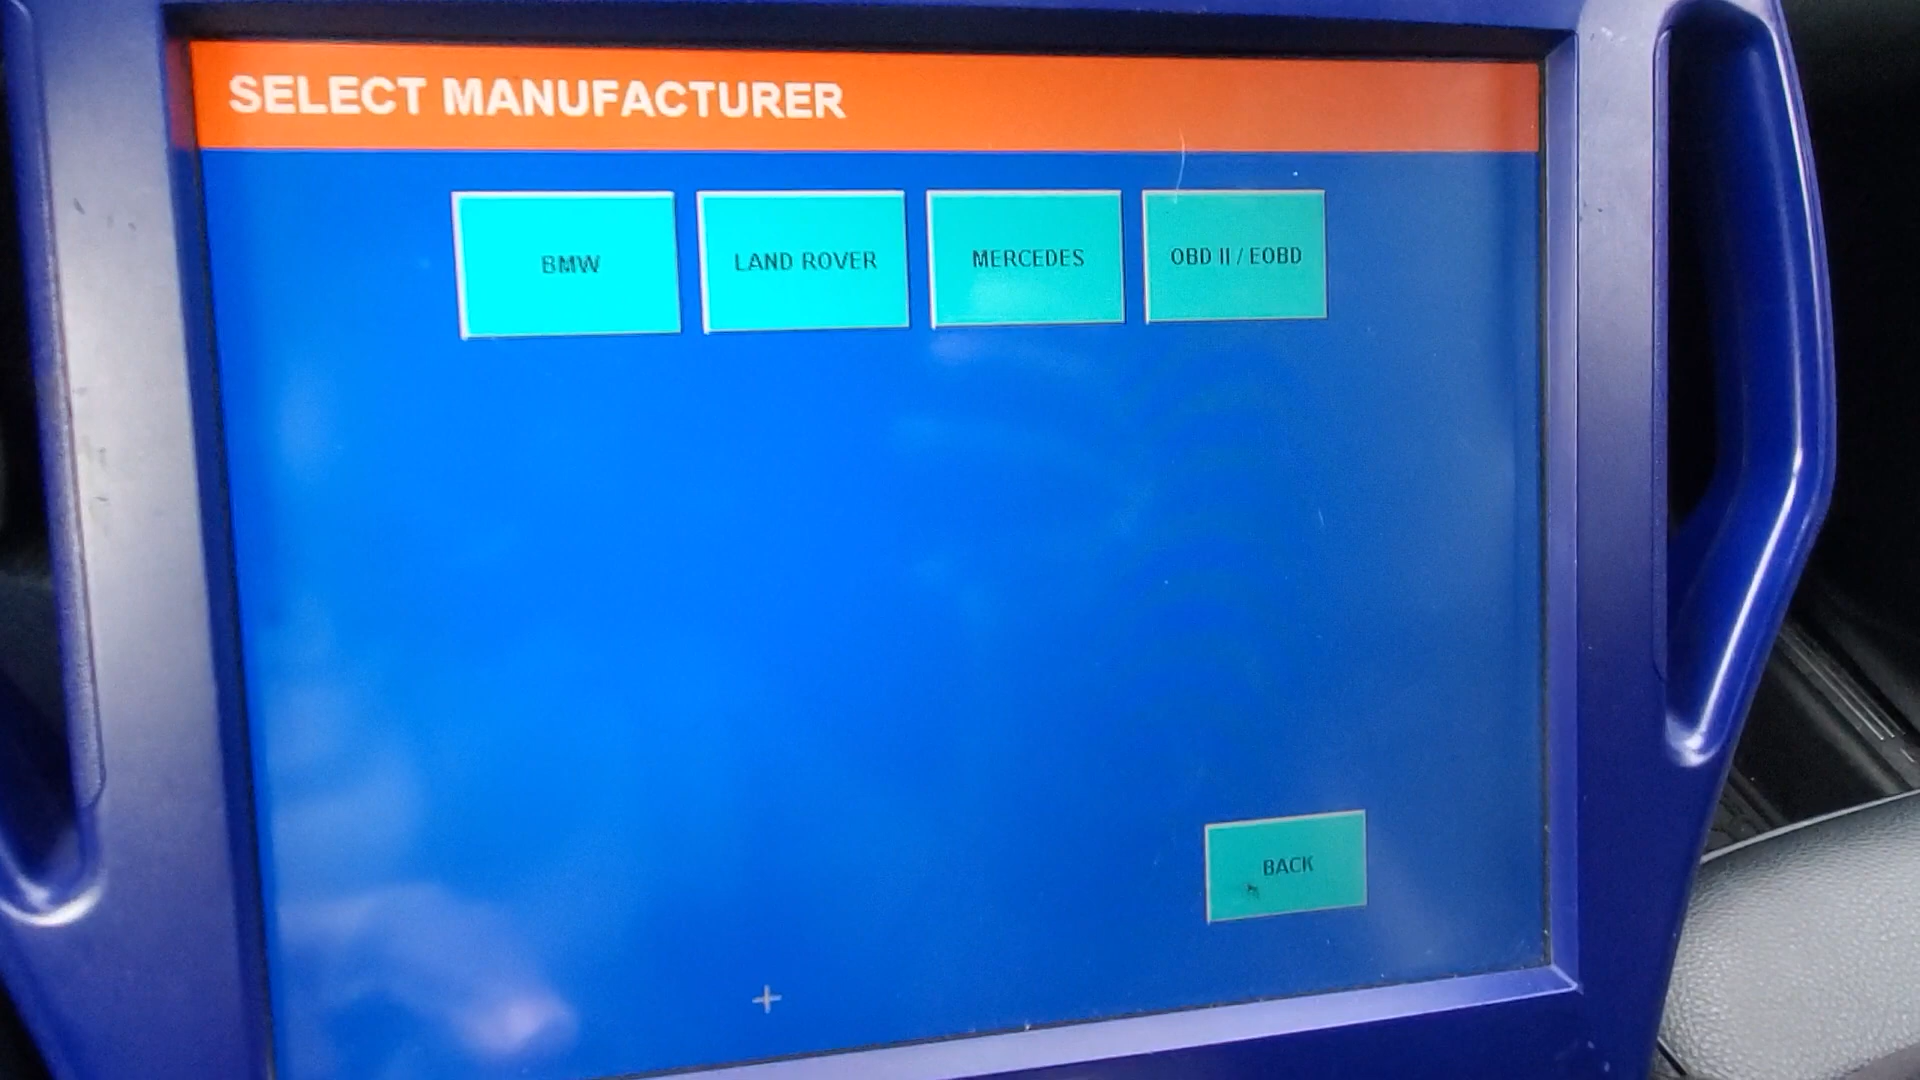 SELECT MANUFACTURER
BMW
LAND ROVER
MERCEDES
OBD II / EOBD
BACK